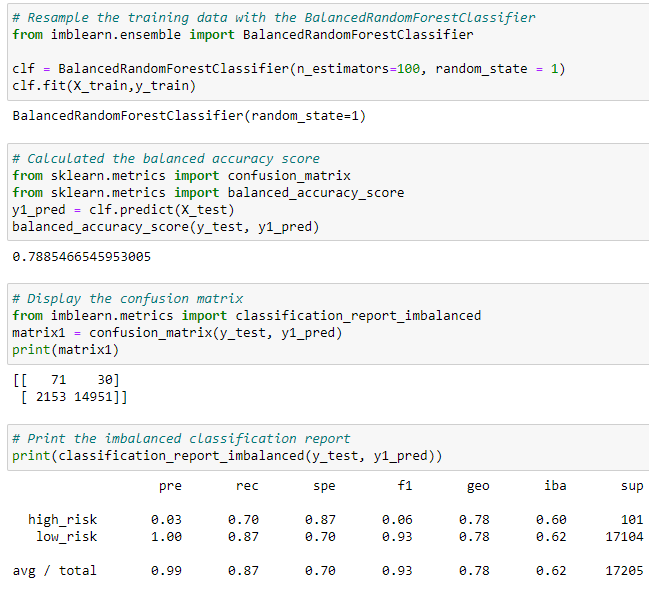 # Resample the training data with the BalancedRandomForestClassifier
from imblearn.ensemble import BalancedRandomForestClassifier
clf = BalancedRandomForestClassifier(n_estimators=100, random_state = 1)
clf.fit(X_train,y_train)
BalancedRandomForestClassifier(random_state=1)
# Calculated the balanced accuracy score
from sklearn.metrics import confusion_matrix
from sklearn.metrics import balanced_accuracy_score
y1_pred = clf.predict(X_test)
balanced_accuracy_score(y_test, y1_pred)
0.7885466545953005
# Display the confusion matrix
from imblearn.metrics import classification_report_imbalanced
matrix1 = confusion_matrix(y_test, y1_pred)
print(matrix1)
[[   71    30]
 [ 2153 14951]]
# Print the imbalanced classification report
print(classification_report_imbalanced(y_test, y1_pred))
pre rec spe f1 geo iba sup
high_risk 0.03 0.70 0.87 0.06 0.78 0.60 101
low_risk 1.00 0.87 0.70 0.93 0.78 0.62 17104
avg / total 0.99 0.87 0.70 0.93 0.78 0.62 17205